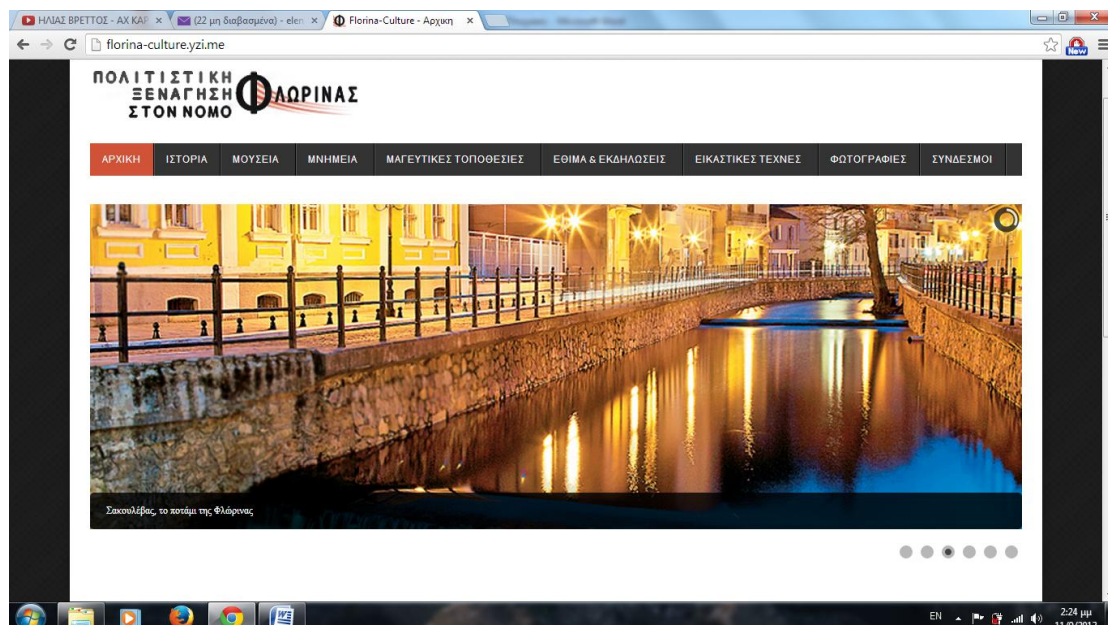 ΗΛΙΑΣ ΒΡΕΤΤΟΣ - ΑΧ ΚΑΡ
(22 μη διαβασμένα) - elen
Florina-Culture - Αρχικη
florina-culture.yzi.me
New
ΠΟΛΙΤΙΣΤΙΚΗ
ΞΕΝΑΓΗΣΗ
ΣΤΟΝ ΝΟΜΟ
ΦΛΩΡΙΝΑΣ
ΑΡΧΙΚΗ ΙΣΤΟΡΙΑ ΜΟΥΣΕΙΑ ΜΝΗΜΕΙΑ ΜΑΓΕΥΤΙΚΕΣ ΤΟΠΟΘΕΣΙΕΣ ΕΘΙΜΑ & ΕΚΔΗΛΩΣΕΙΣ ΕΙΚΑΣΤΙΚΕΣ ΤΕΧΝΕΣ ΦΩΤΟΓΡΑΦΙΕΣ ΣΥΝΔΕΣΜΟΙ
Σακουλέβας, το ποτάμι της Φλώρινας
EN
2:24 μμ